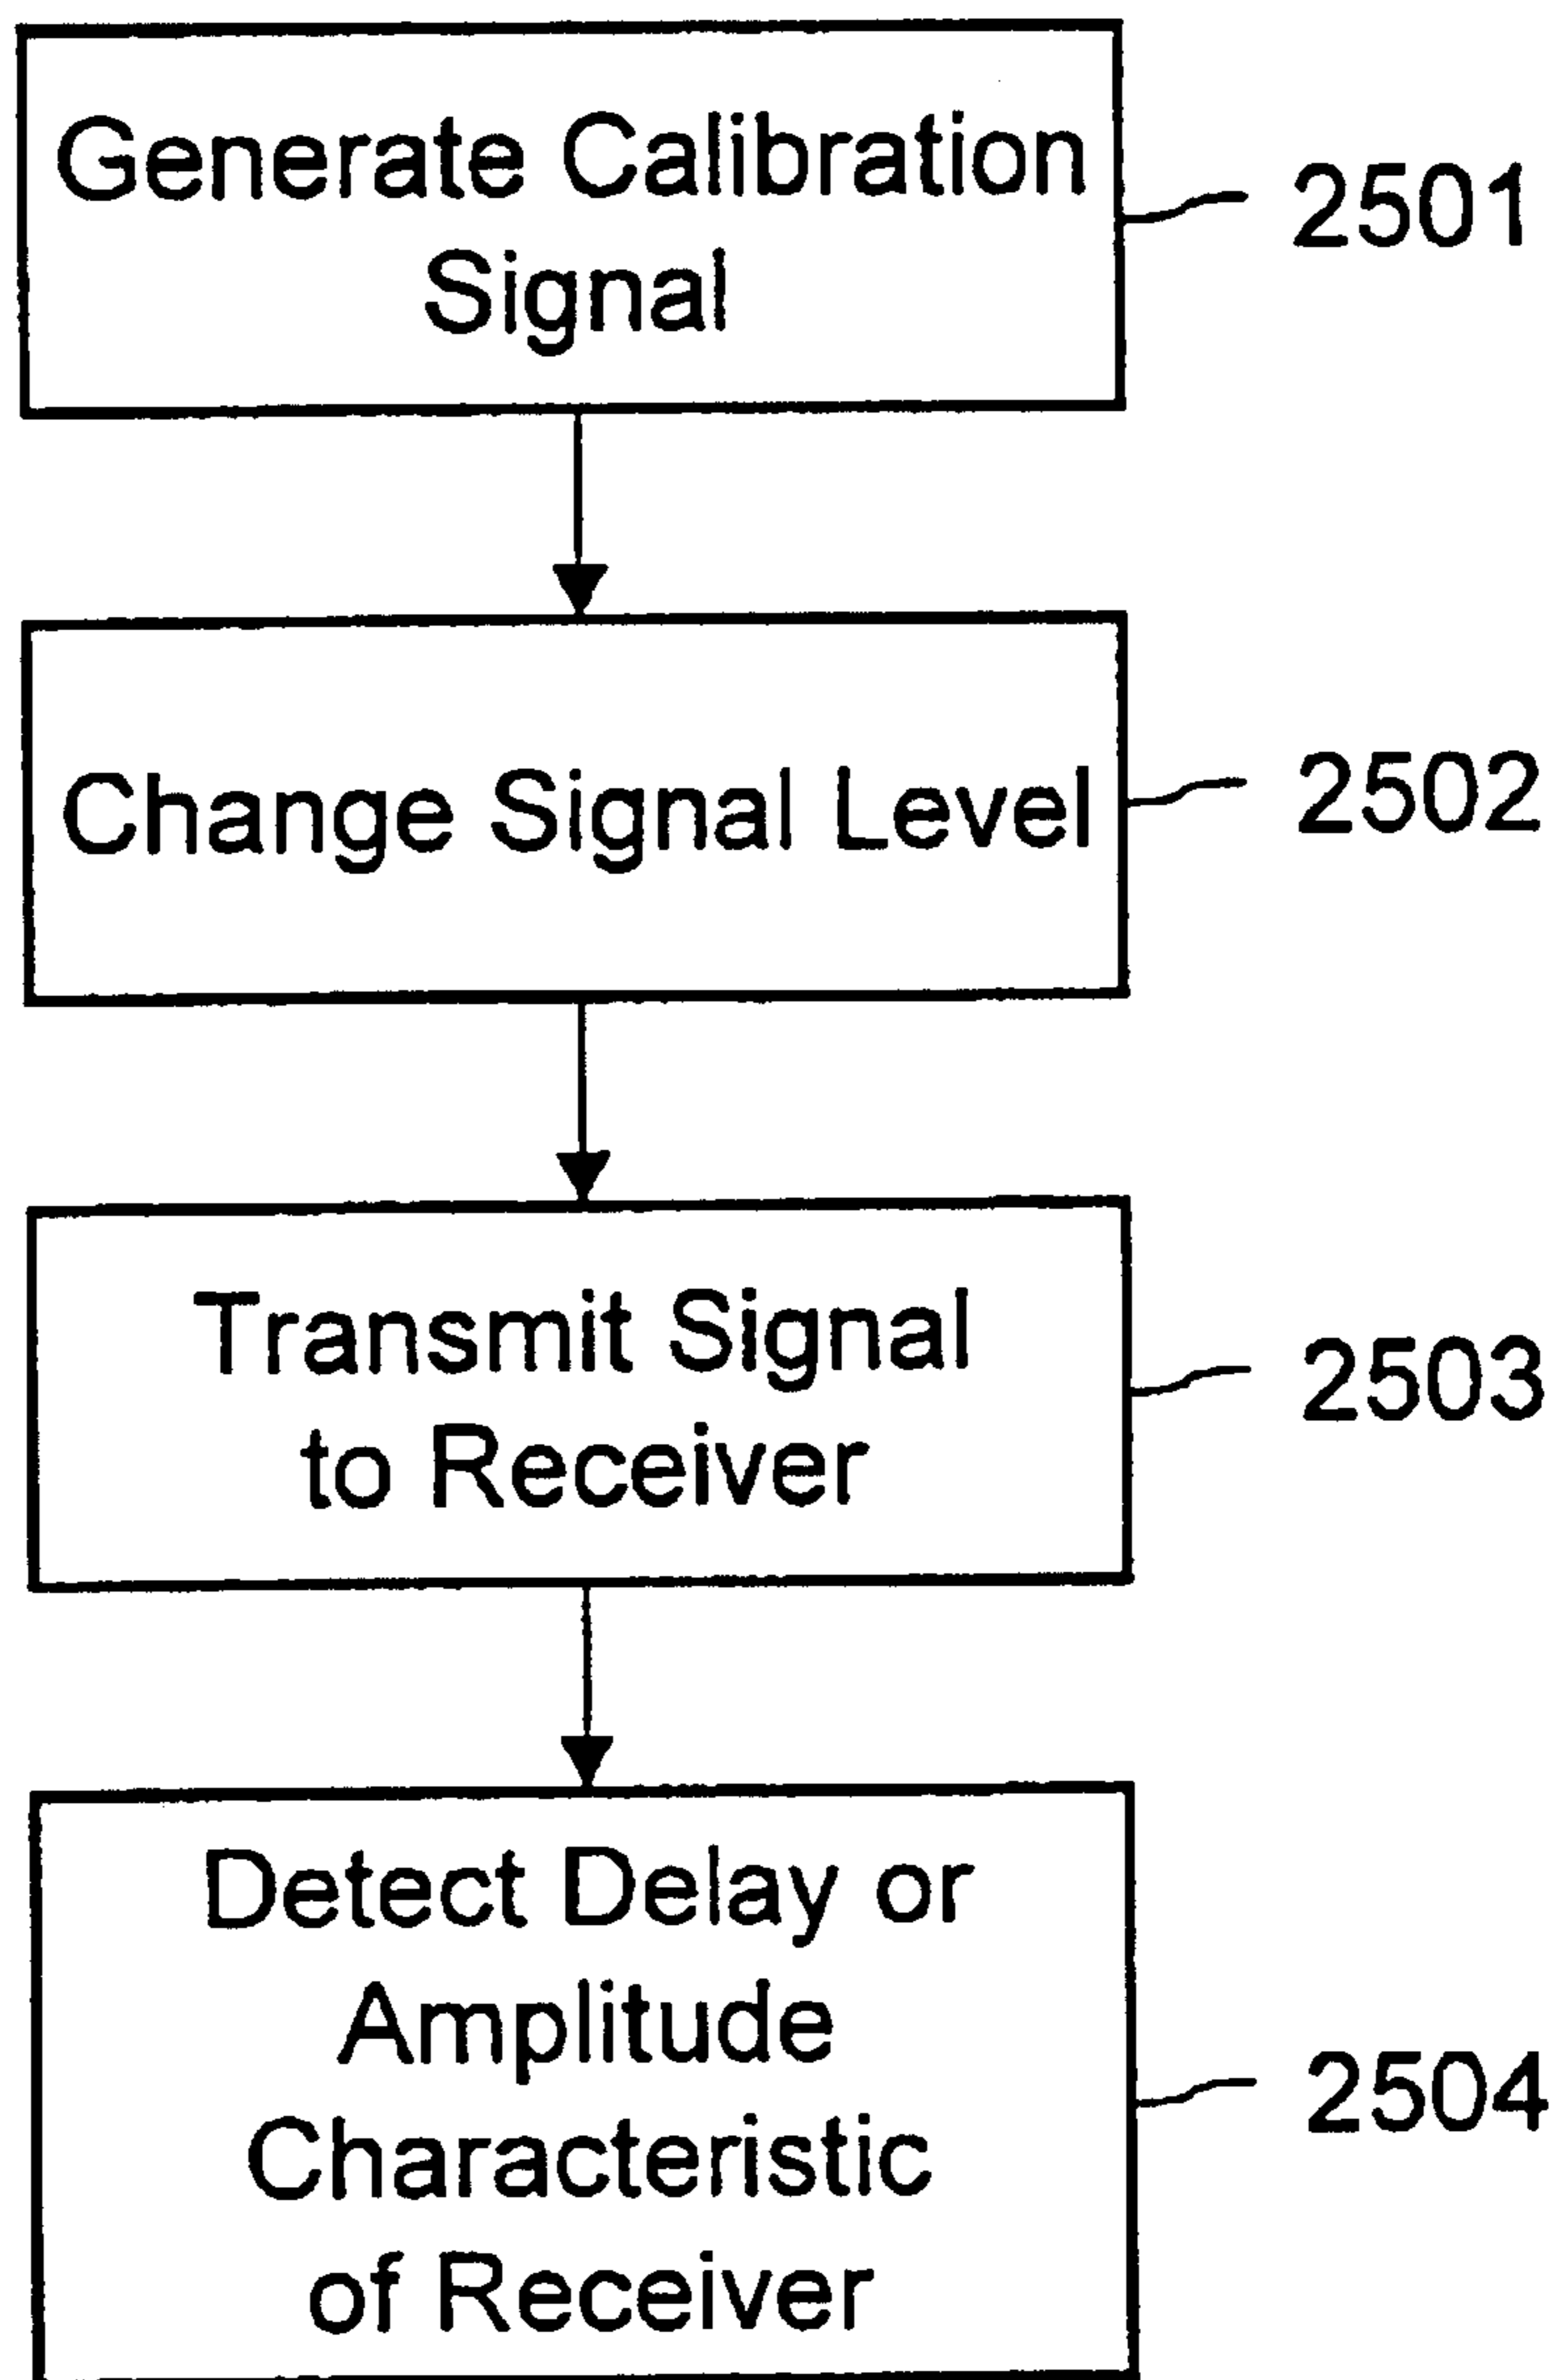 Generate Calibration
Signal
2501
Change Signal Level
2502
Transmit Signal
to Receiver
2503
Detect Delay or
Amplitude
Characteristic
of Receiver
2504